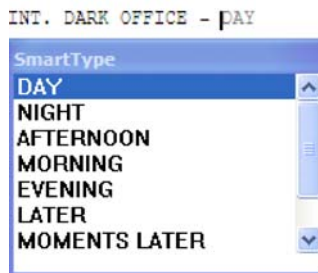 INT. DARK OFFICE - DAY
SmartType
DAY
NIGHT
AFTERNOON
MORNING
EVENING
LATER
MOMENTS LATER